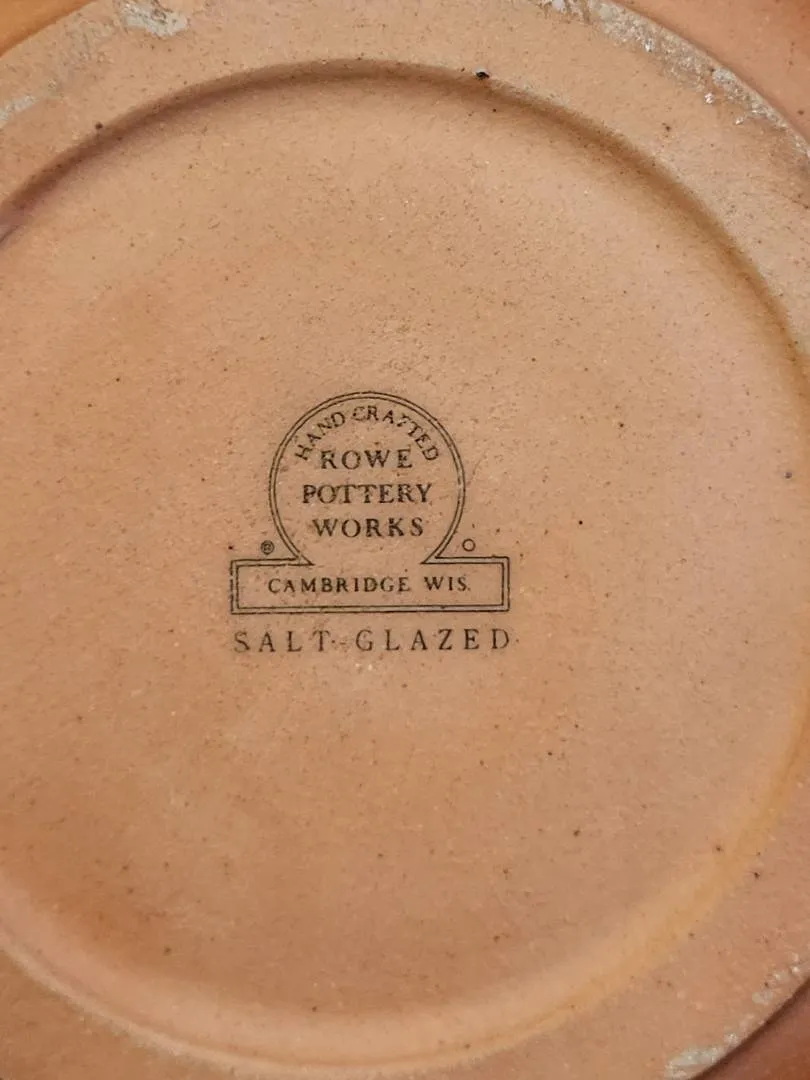 HAND CRAFTED
ROWE
POTTERY
WORKS
®
CAMBRIDGE WIS.
SALT-GLAZED